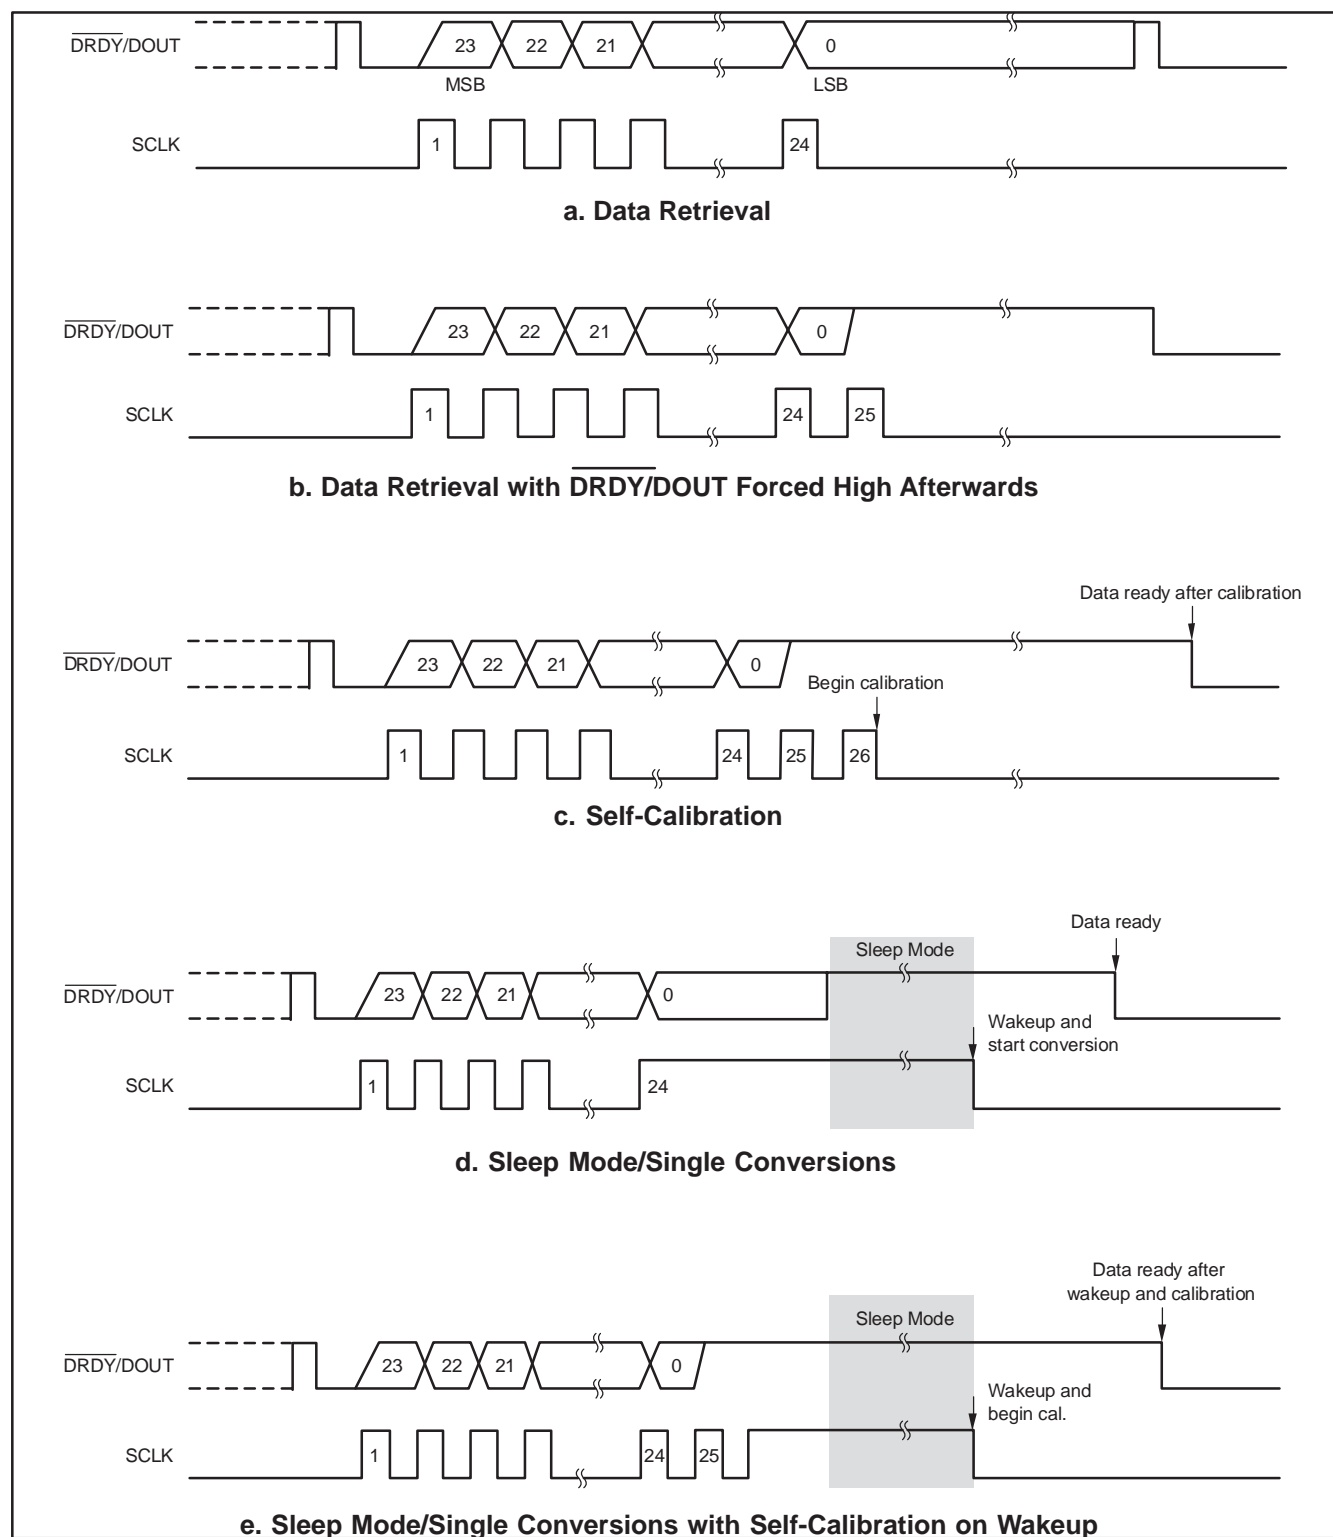 DRDY/DOUT 23 22 21 0
MSB LSB
SCLK 1 24
a. Data Retrieval
DRDY/DOUT 23 22 21 0
SCLK 1 24 25
b. Data Retrieval with DRDY/DOUT Forced High Afterwards
Data ready after calibration
DRDY/DOUT 23 22 21 0
Begin calibration
SCLK 1 24 25 26
c. Self-Calibration
Data ready
Sleep Mode
DRDY/DOUT 23 22 21 0
Wakeup and
start conversion
SCLK 1 24
d. Sleep Mode/Single Conversions
Data ready after
wakeup and calibration
Sleep Mode
DRDY/DOUT 23 22 21 0
Wakeup and
begin cal.
SCLK 1 24 25
e. Sleep Mode/Single Conversions with Self-Calibration on Wakeup